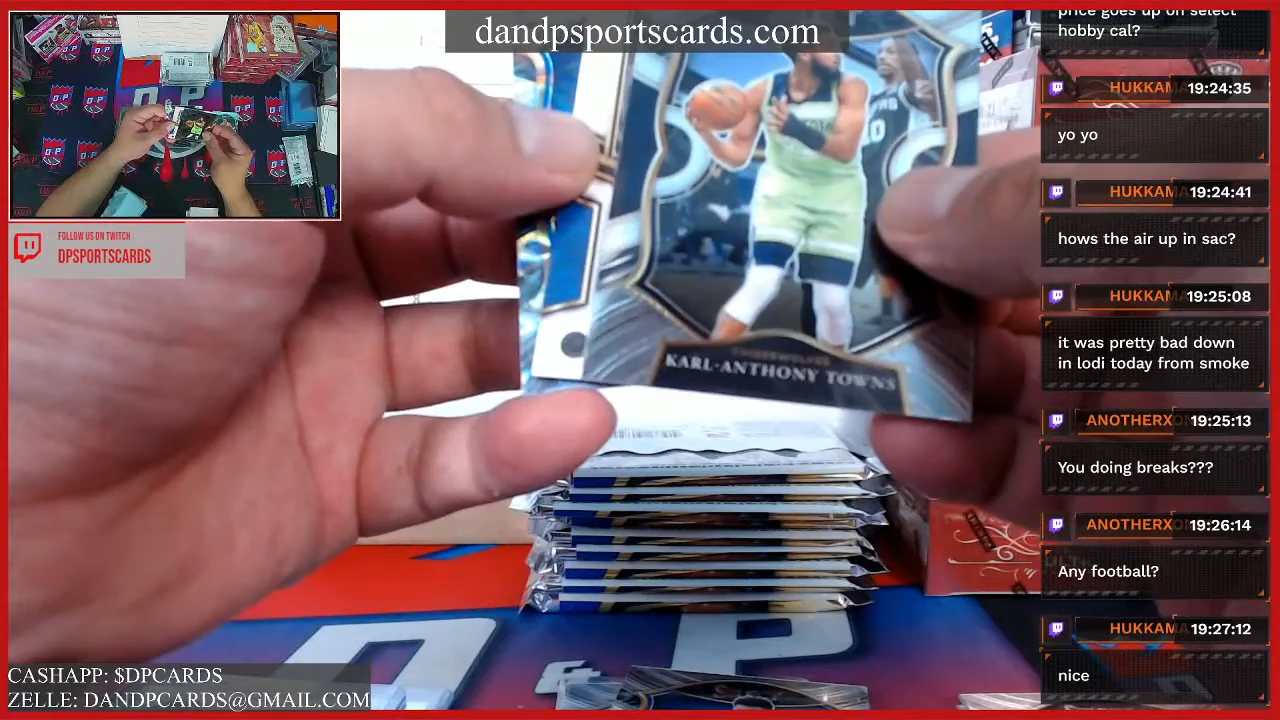 dandpsportscards.com
FOLLOW US ON TWITCH
DPSPORTSCARDS
KARL-ANTHONY TOWNS
CASHAPP: $DPCARDS
ZELLE: DANDPCARDS@GMAIL.COM
price goes up on select
hobby cal?
HUKKAMA 19:24:35
yo yo
HUKKAMA 19:24:41
hows the air up in sac?
HUKKAMA 19:25:08
it was pretty bad down
in lodi today from smoke
ANOTHERXO 19:25:13
You doing breaks???
ANOTHERXO 19:26:14
Any football?
HUKKAMA 19:27:12
nice